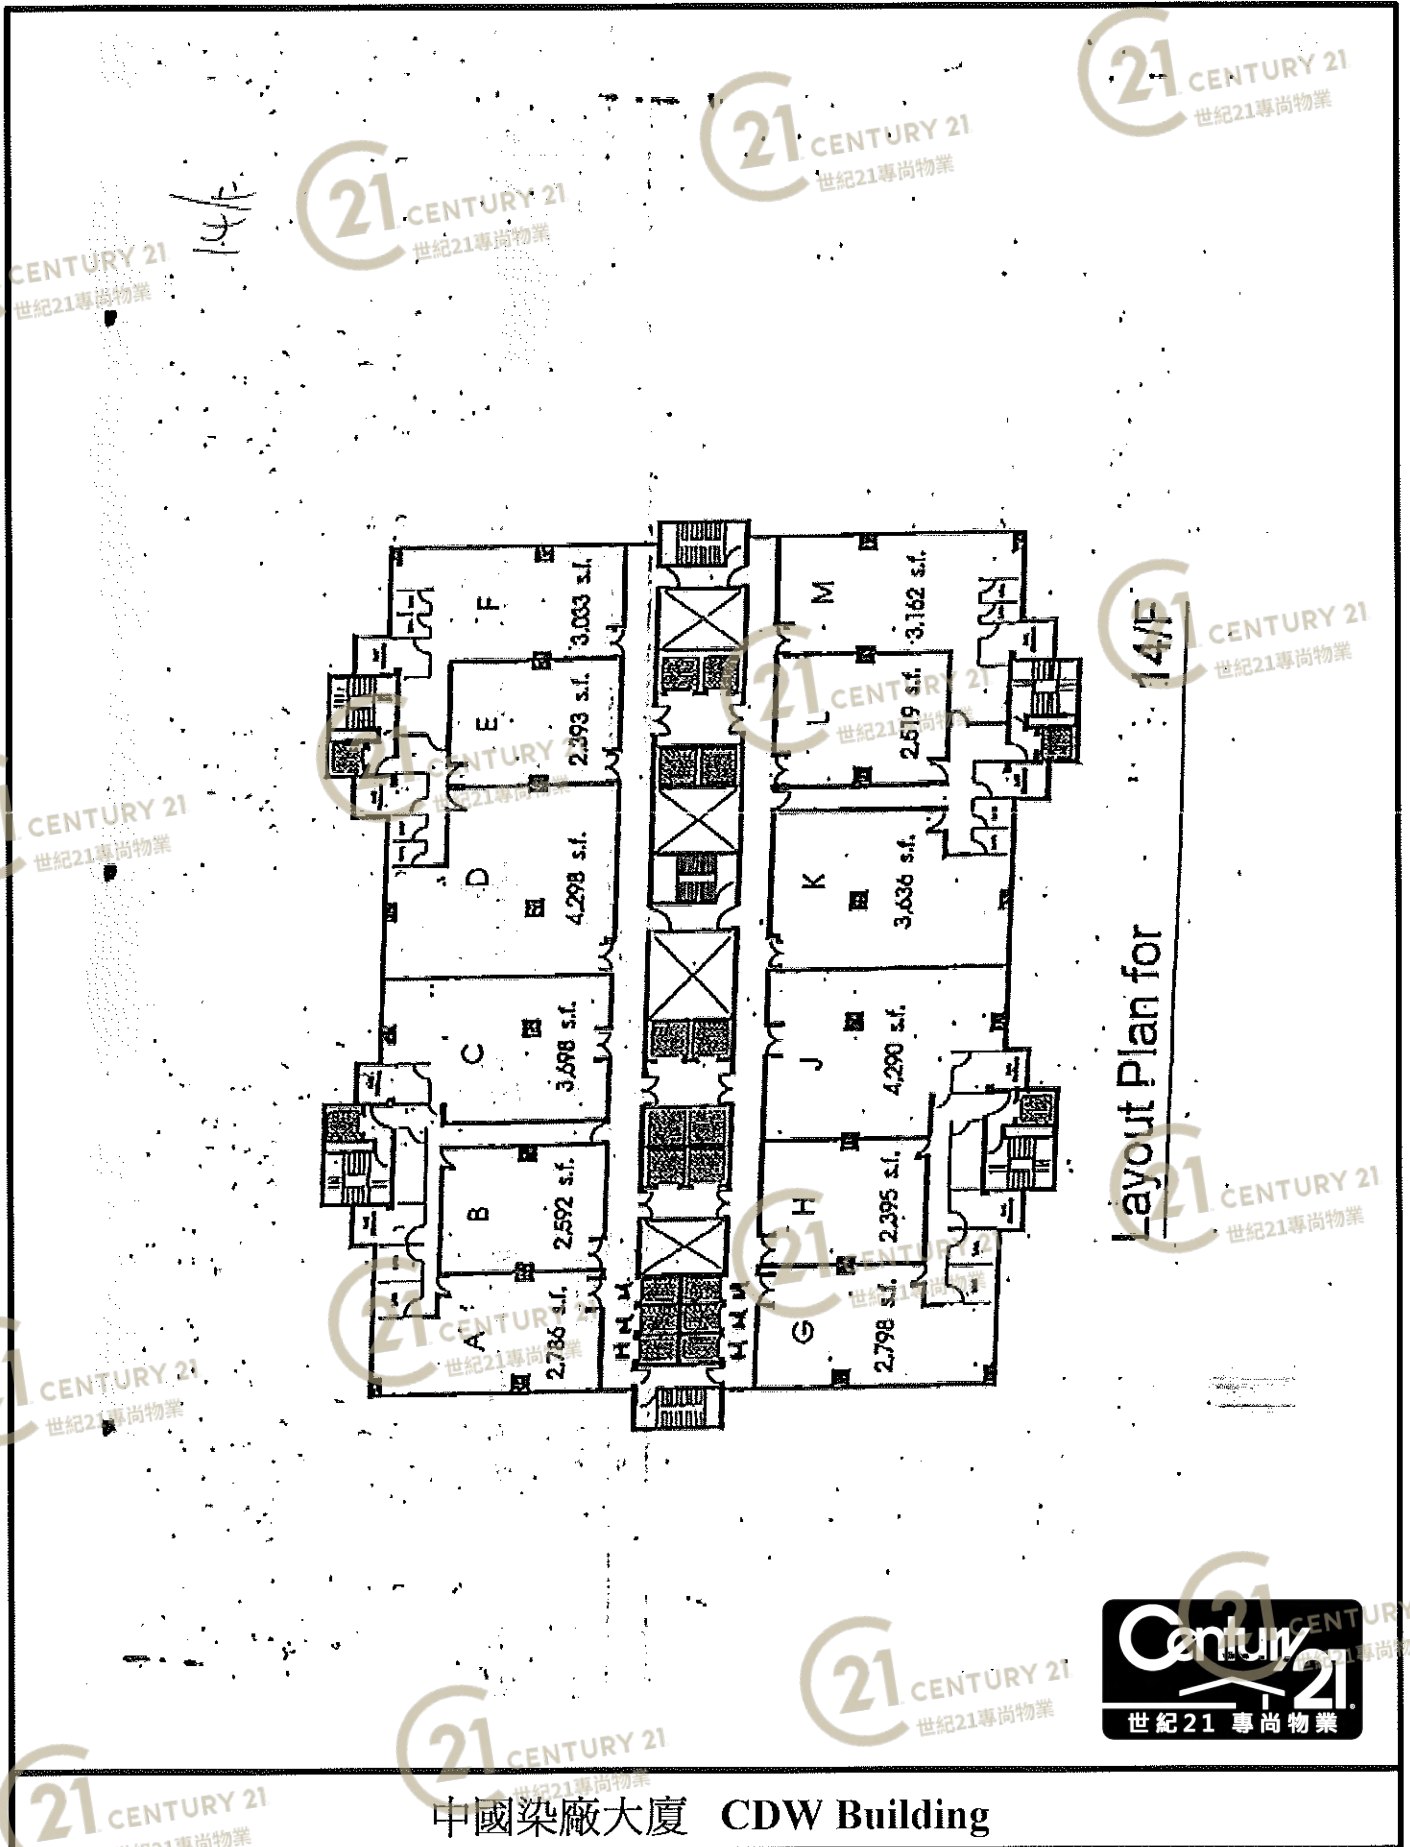 14/F
F
3,033 s.f.
E
2,393 s.f.
D
4,298 s.f.
C
3,698 s.f.
B
2,592 s.f.
A
2,786 s.f.
M
3,162 s.f.
L
2,519 s.f.
K
3,636 s.f.
J
4,290 s.f.
H
2,395 s.f.
G
2,798 s.f.
Layout Plan for 14/F
Century 21
世紀21 專尚物業
中國染廠大廈 CDW Building
21 CENTURY 21
世紀21專尚物業